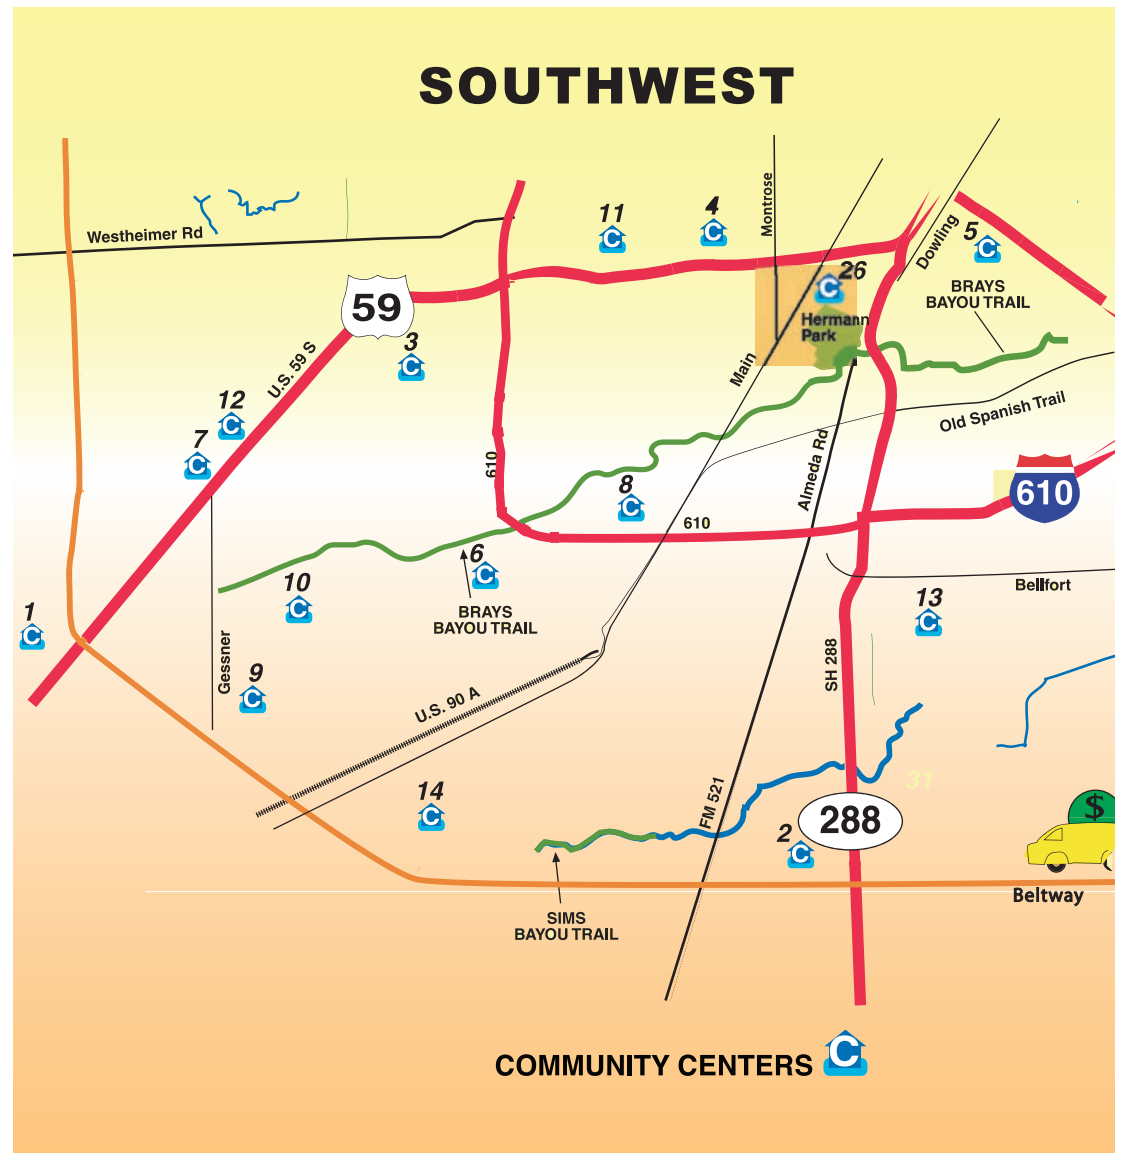 SOUTHWEST
Montrose
11
4
Dowling
5
Westheimer Rd
26
BRAYS
BAYOU TRAIL
59
Hermann
Park
3
U.S. 59 S
Main
12
7
Old Spanish Trail
Almeda Rd
610
8
610
610
6
BRAYS
BAYOU TRAIL
10
Bellfort
13
1
Gessner
9
SH 288
U.S. 90 A
14
FM 521
31
$
288
2
Beltway
SIMS
BAYOU TRAIL
COMMUNITY CENTERS C